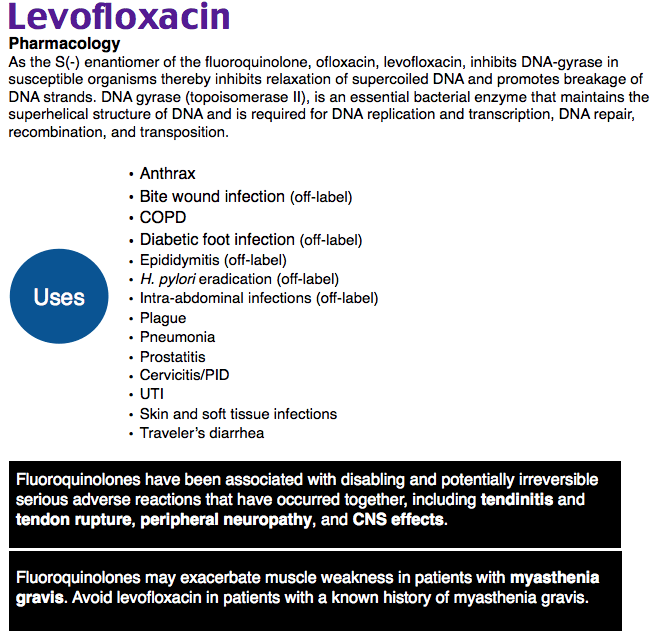 Levofloxacin
Pharmacology
As the S(-) enantiomer of the fluoroquinolone, ofloxacin, levofloxacin, inhibits DNA-gyrase in
susceptible organisms thereby inhibits relaxation of supercoiled DNA and promotes breakage of
DNA strands. DNA gyrase (topoisomerase II), is an essential bacterial enzyme that maintains the
superhelical structure of DNA and is required for DNA replication and transcription, DNA repair,
recombination, and transposition.
Uses
• Anthrax
• Bite wound infection (off-label)
• COPD
• Diabetic foot infection (off-label)
• Epididymitis (off-label)
• H. pylori eradication (off-label)
• Intra-abdominal infections (off-label)
• Plague
• Pneumonia
• Prostatitis
• Cervicitis/PID
• UTI
• Skin and soft tissue infections
• Traveler’s diarrhea
Fluoroquinolones have been associated with disabling and potentially irreversible
serious adverse reactions that have occurred together, including tendinitis and
tendon rupture, peripheral neuropathy, and CNS effects.
Fluoroquinolones may exacerbate muscle weakness in patients with myasthenia
gravis. Avoid levofloxacin in patients with a known history of myasthenia gravis.